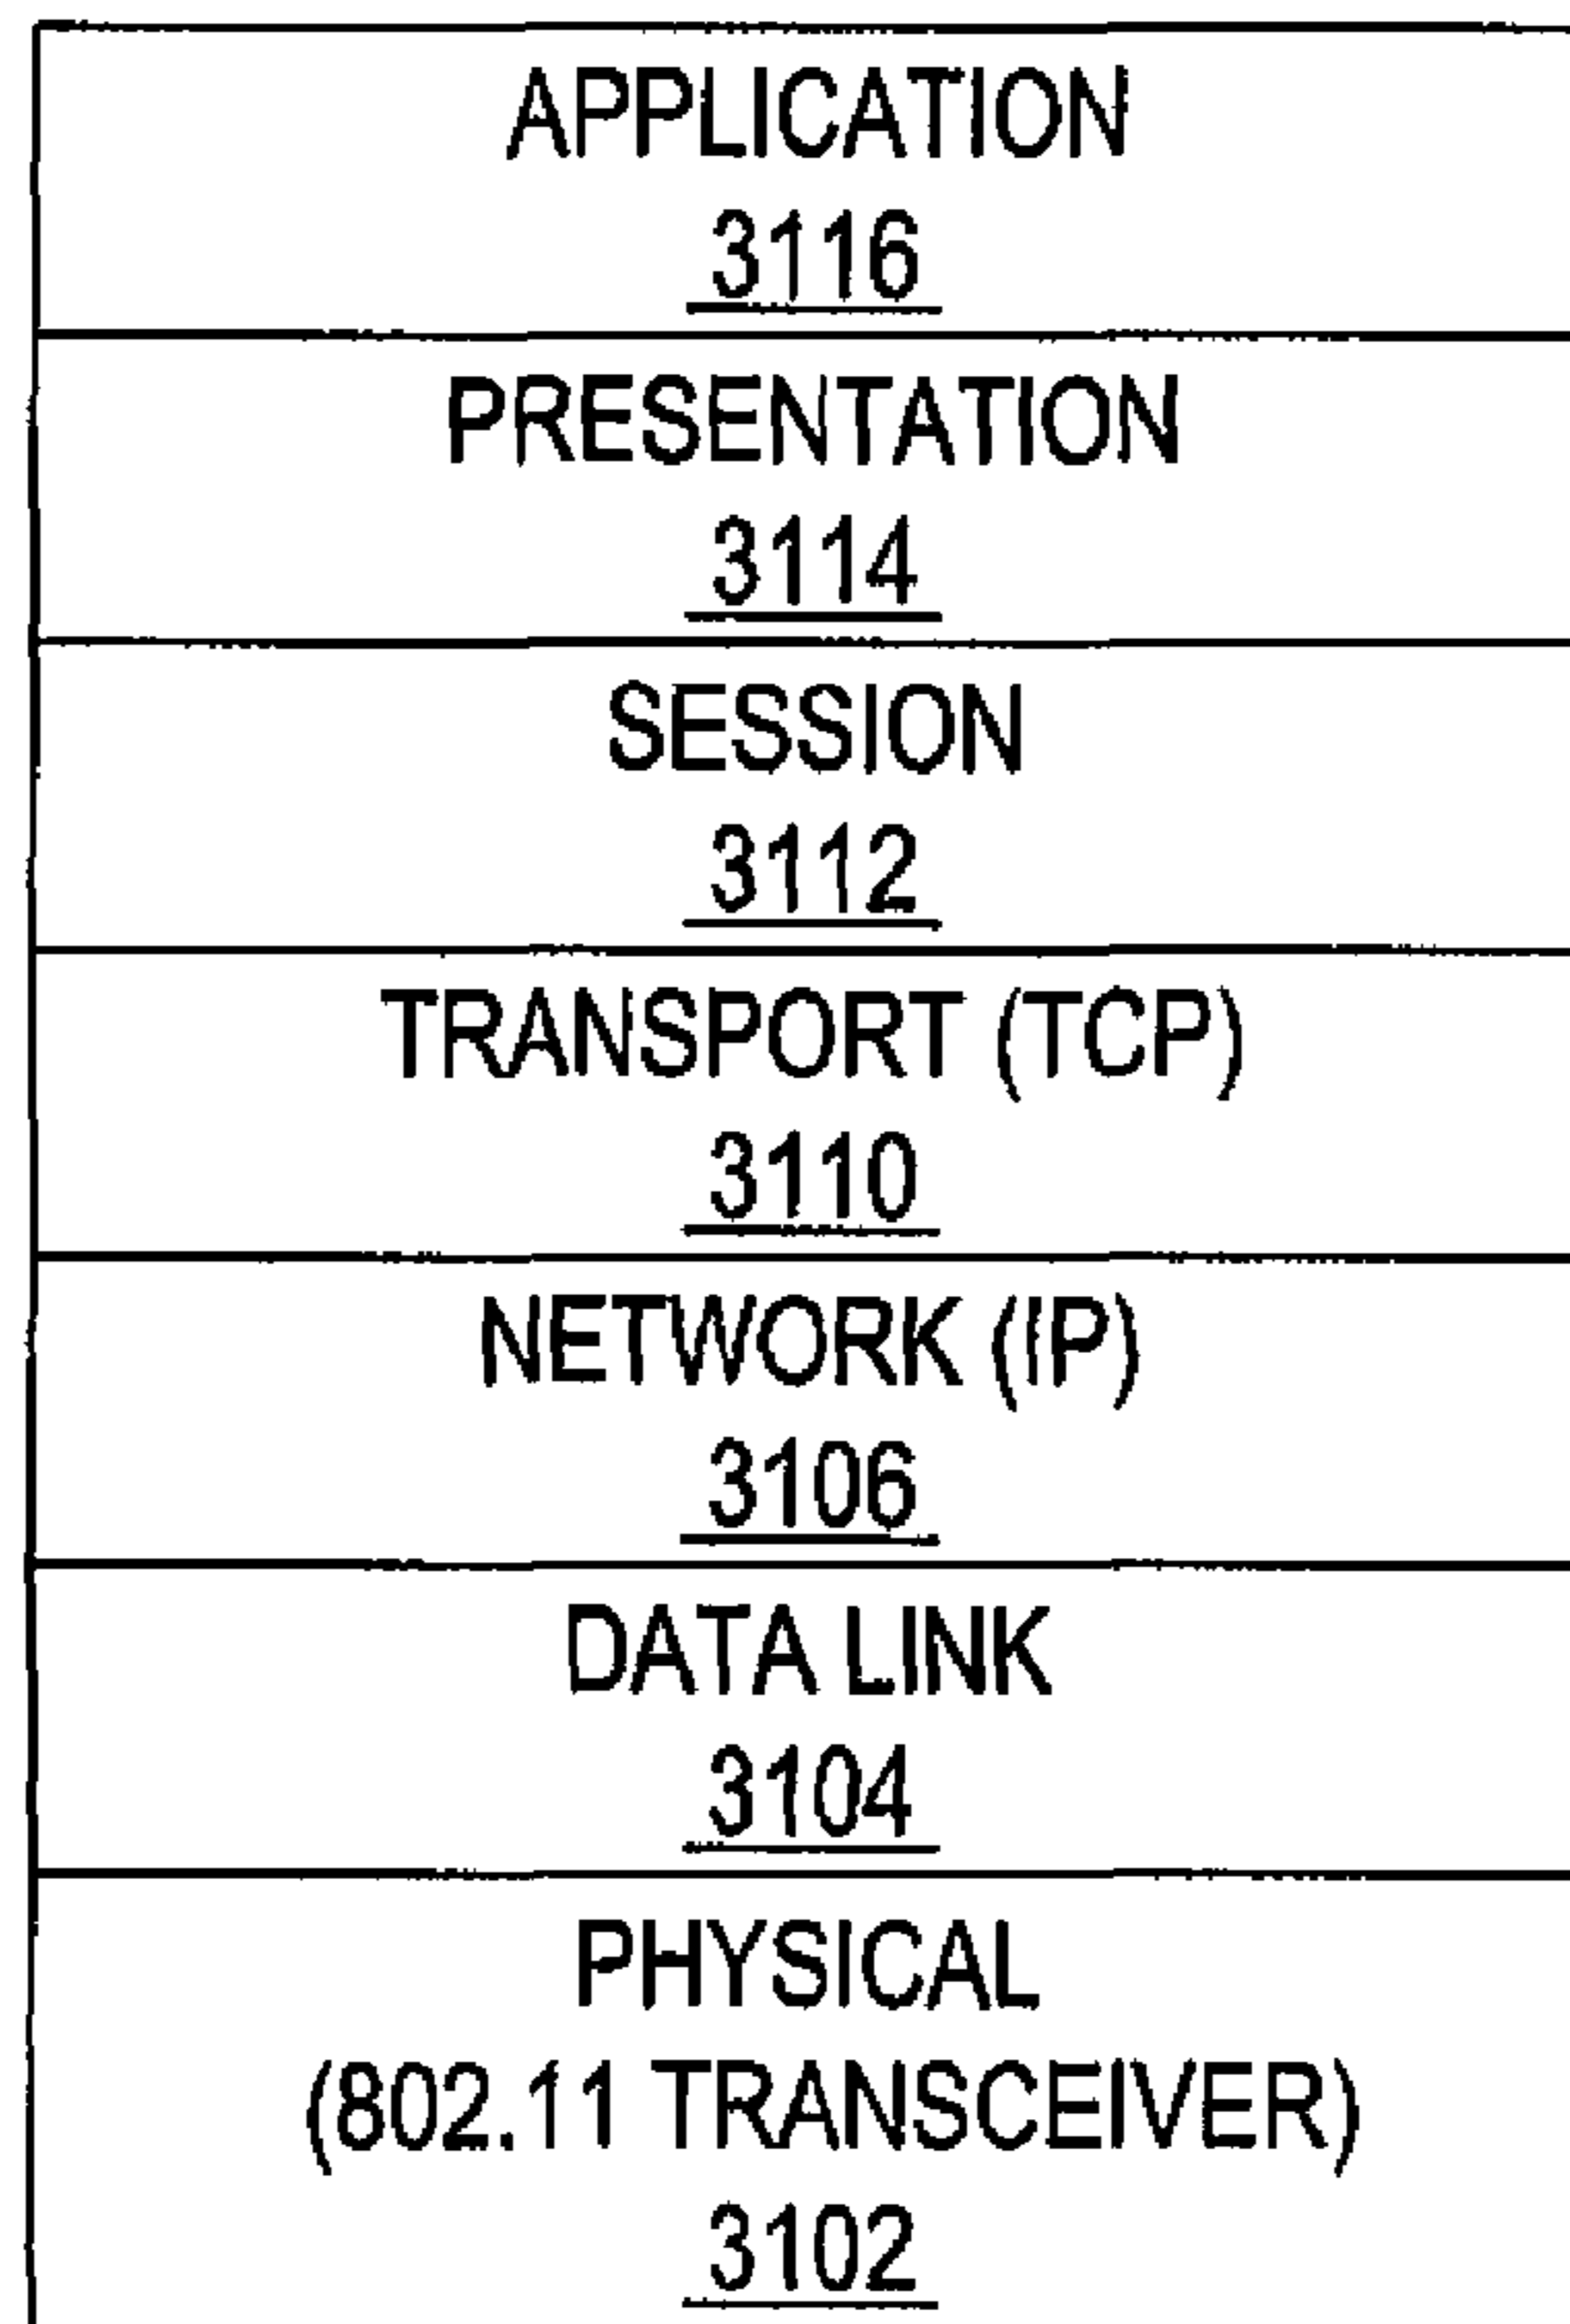 APPLICATION
3116
PRESENTATION
3114
SESSION
3112
TRANSPORT (TCP)
3110
NETWORK (IP)
3106
DATA LINK
3104
PHYSICAL
(802.11 TRANSCEIVER)
3102